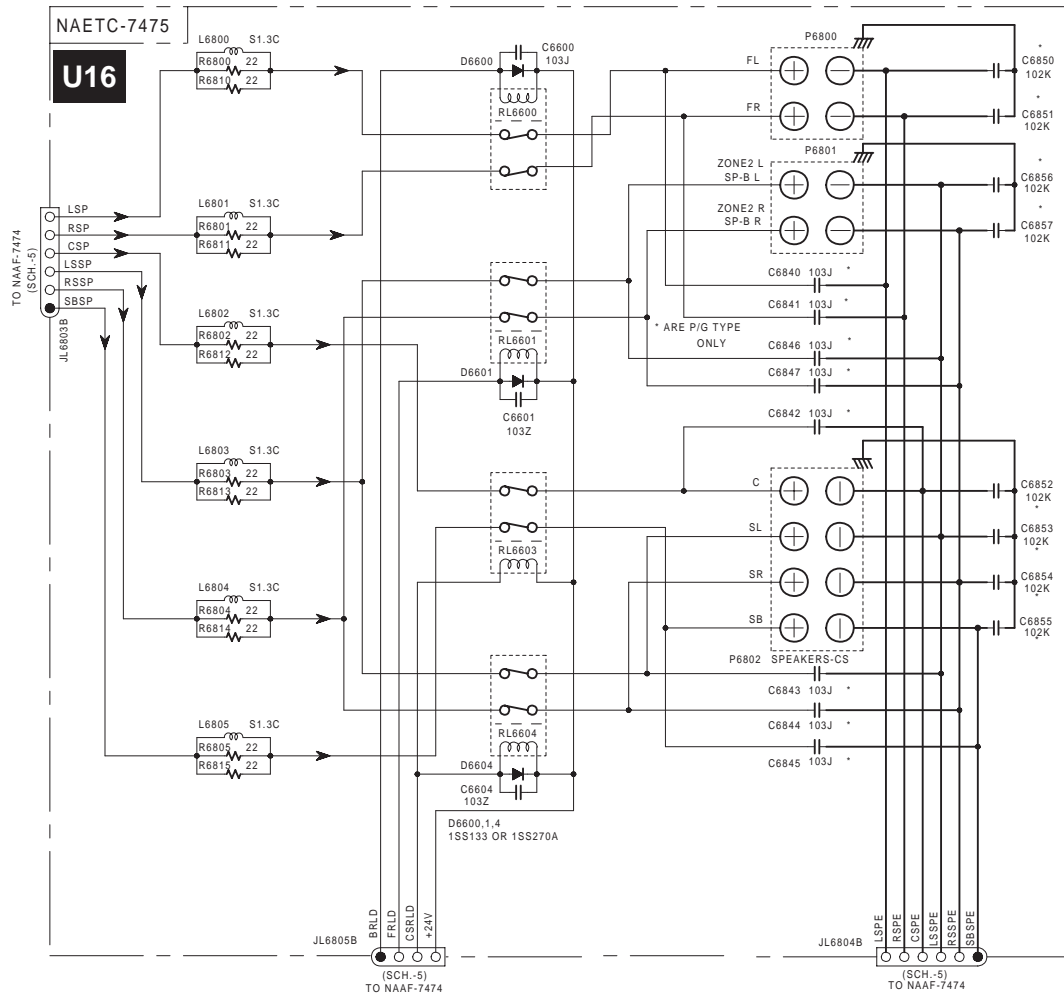 NAETC-7475
U16
L6800 S1.3C
R6800 22
R6810 22
D6600
C6600
103J
RL6600
P6800
FL
FR
*
C6850
102K
*
C6851
102K
P6801
ZONE2 L
SP-B L
ZONE2 R
SP-B R
*
C6856
102K
*
C6857
102K
TO NAAF-7474
(SCH.-5)
JL6803B
LSP
RSP
CSP
LSSP
RSSP
SBSP
L6801 S1.3C
R6801 22
R6811 22
L6802 S1.3C
R6802 22
R6812 22
RL6601
D6601
C6601
103Z
C6840 103J *
C6841 103J *
* ARE P/G TYPE
ONLY
C6846 103J *
C6847 103J *
C6842 103J *
L6803 S1.3C
R6803 22
R6813 22
RL6603
C
SL
SR
SB
P6802 SPEAKERS-CS
C6852
102K
*
C6853
102K
*
C6854
102K
*
C6855
102K
*
L6804 S1.3C
R6804 22
R6814 22
C6843 103J *
C6844 103J *
C6845 103J *
L6805 S1.3C
R6805 22
R6815 22
RL6604
D6604
C6604
103Z
D6600,1,4
1SS133 OR 1SS270A
BRLD
FRLD
CSRLD
+24V
JL6805B
(SCH.-5)
TO NAAF-7474
LSPE
RSPE
CSPE
LSSPE
RSSPE
SBSPE
JL6804B
(SCH.-5)
TO NAAF-7474